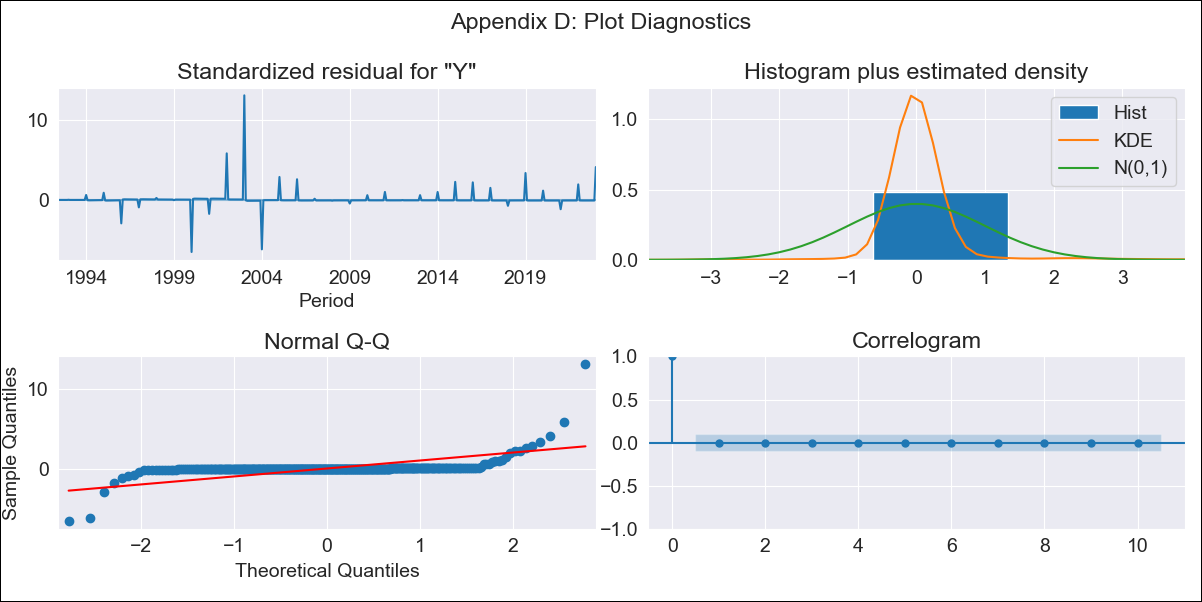 Appendix D: Plot Diagnostics
Standardized residual for "Y"
10
0
1994 1999 2004 2009 2014 2019
Period
Histogram plus estimated density
1.0
0.5
0.0
Hist
KDE
N(0,1)
−3 −2 −1 0 1 2 3
Normal Q-Q
Sample Quantiles
10
0
−2 −1 0 1 2
Theoretical Quantiles
Correlogram
1.0
0.5
0.0
−0.5
−1.0
0 2 4 6 8 10